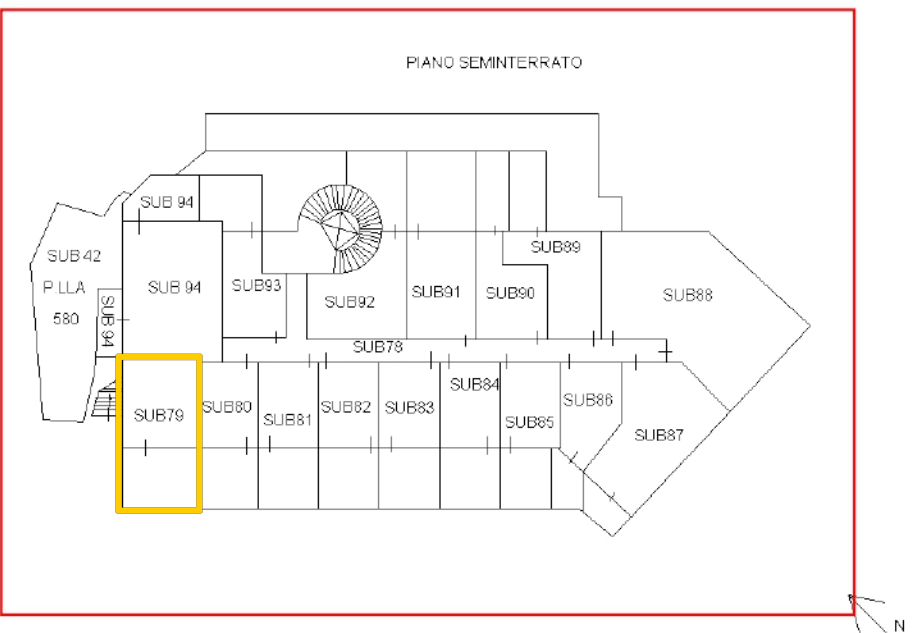 PIANO SEMINTERRATO
SUB 94
SUB 42
P.LLA
580
SUB 94
SUB 94
SUB93
SUB92
SUB91
SUB90
SUB89
SUB88
SUB78
SUB79
SUB80
SUB81
SUB82
SUB83
SUB84
SUB85
SUB86
SUB87
N